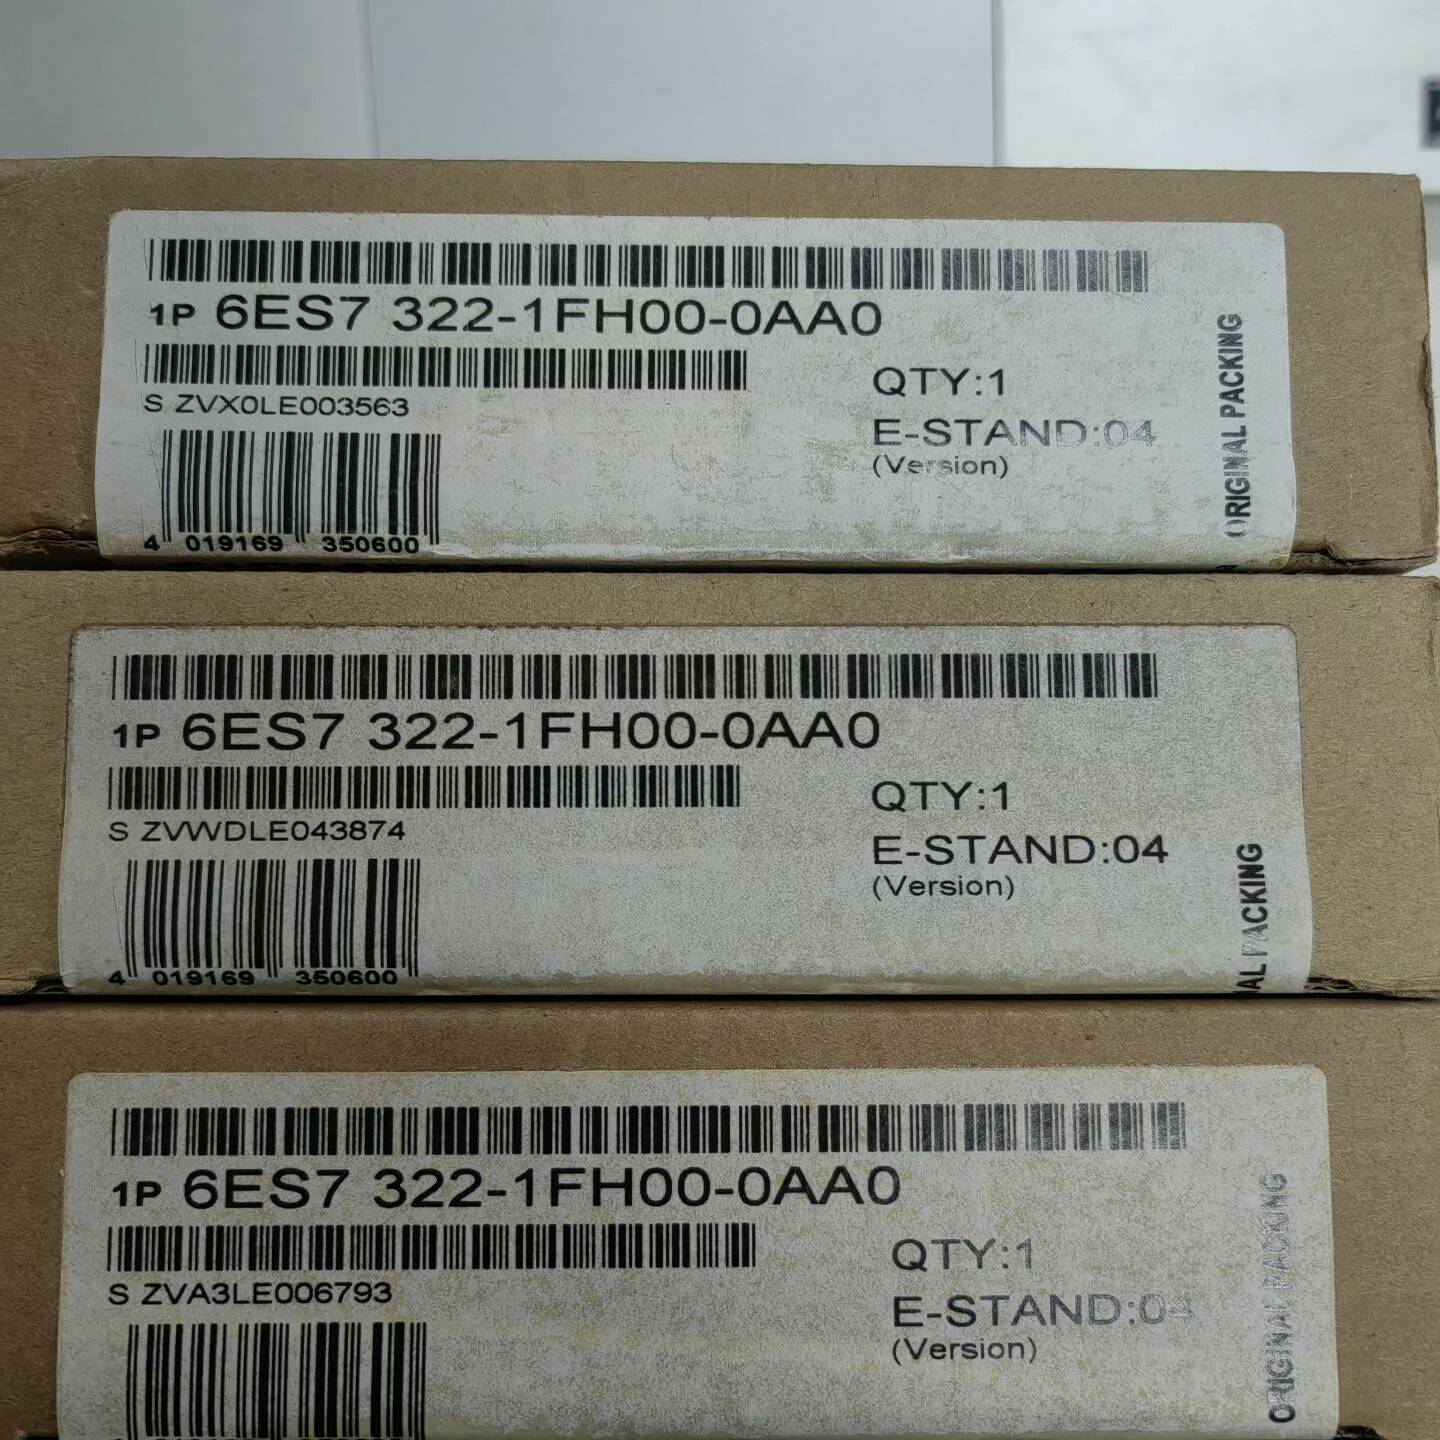 1P 6ES7 322-1FH00-0AA0
S ZVX0LE003563
QTY:1
E-STAND:04
(Version)
4 019169 350600
ORIGINAL PACKING
1P 6ES7 322-1FH00-0AA0
S ZVWDLE043874
QTY:1
E-STAND:04
(Version)
4 019169 350600
AL PACKING
1P 6ES7 322-1FH00-0AA0
S ZVA3LE006793
QTY:1
E-STAND:04
(Version)
ORIGINAL PACKING